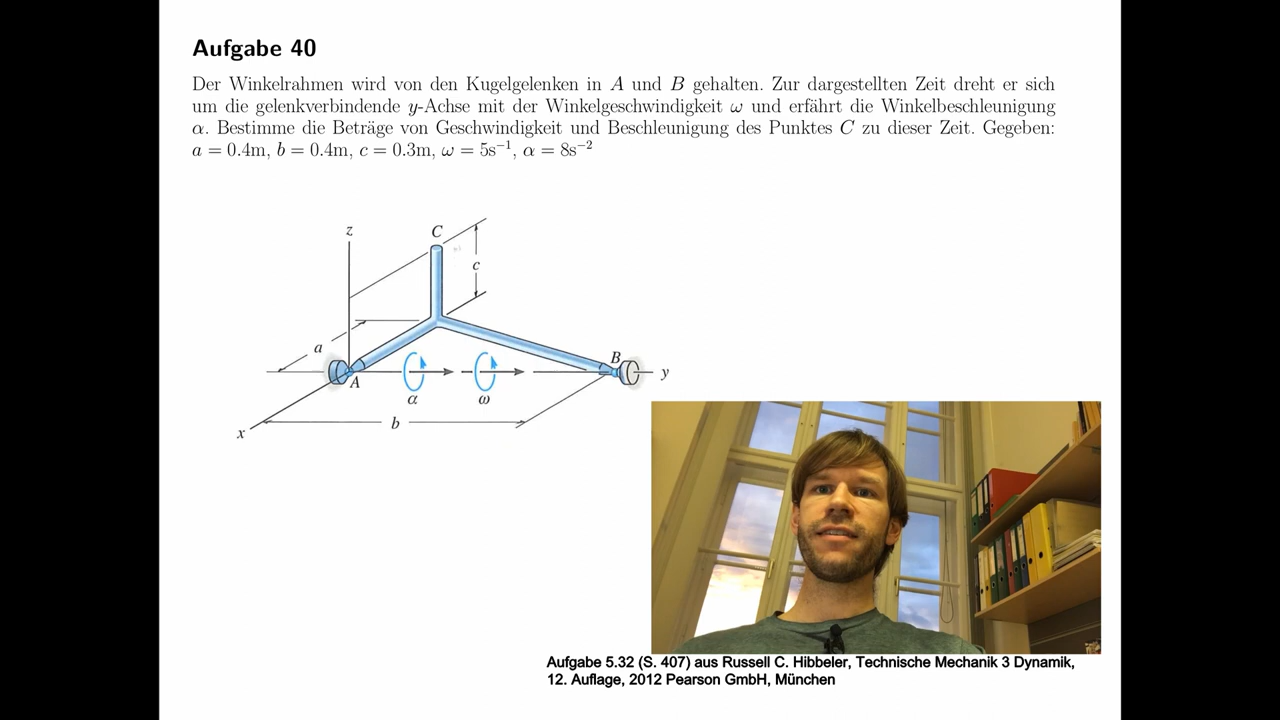 Aufgabe 40
Der Winkelrahmen wird von den Kugelgelenken in A und B gehalten. Zur dargestellten Zeit dreht er sich
um die gelenkverbindende y-Achse mit der Winkelgeschwindigkeit ω und erfährt die Winkelbeschleunigung
α. Bestimme die Beträge von Geschwindigkeit und Beschleunigung des Punktes C zu dieser Zeit. Gegeben:
a = 0.4m, b = 0.4m, c = 0.3m, ω = 5s⁻¹, α = 8s⁻²
z
C
c
a
A
B
y
α
ω
b
x
Aufgabe 5.32 (S. 407) aus Russell C. Hibbeler, Technische Mechanik 3 Dynamik,
12. Auflage, 2012 Pearson GmbH, München